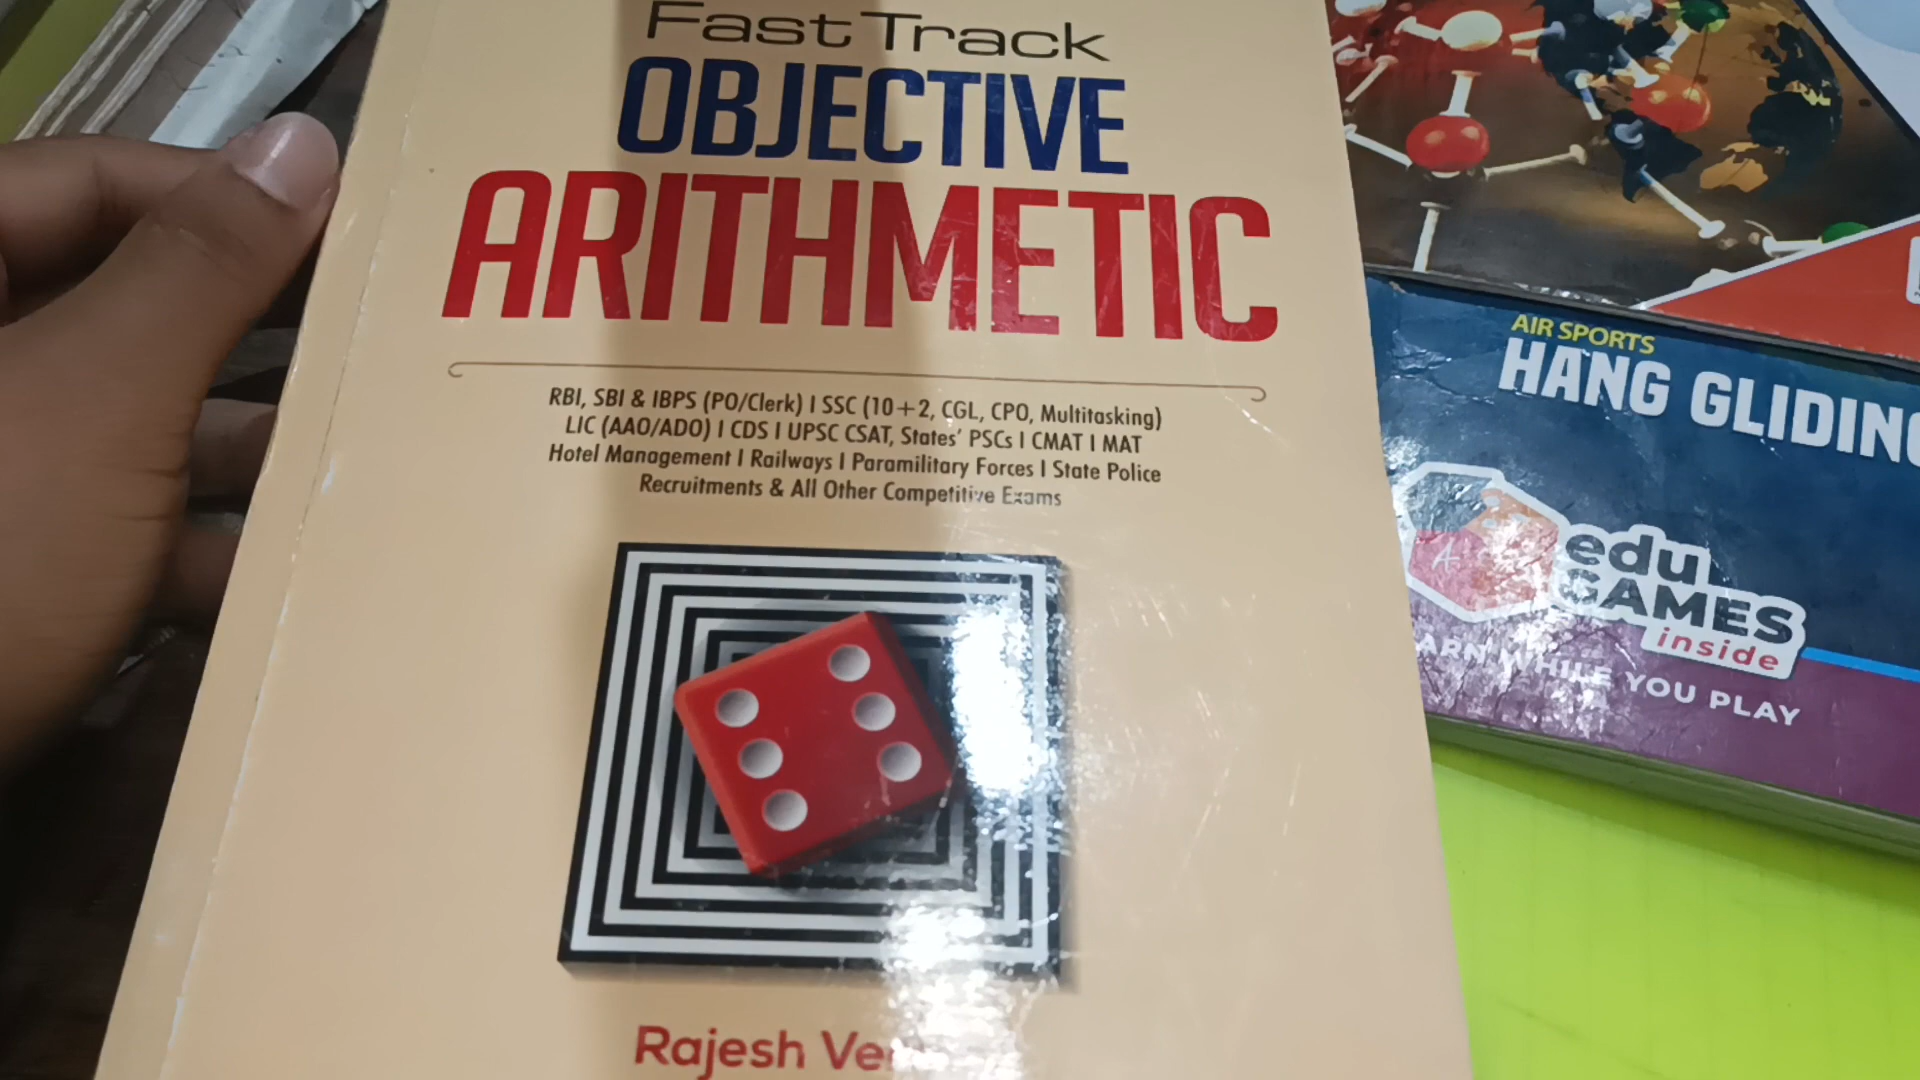 Fast Track
OBJECTIVE
ARITHMETIC
RBI, SBI & IBPS (PO/Clerk) I SSC (10+2, CGL, CPO, Multitasking)
LIC (AAO/ADO) I CDS I UPSC CSAT, States' PSCs I CMAT I MAT
Hotel Management I Railways I Paramilitary Forces I State Police
Recruitments & All Other Competitive Exams
Rajesh
AIR SPORTS
HANG GLIDING
edu
GAMES
inside
WHILE YOU PLAY